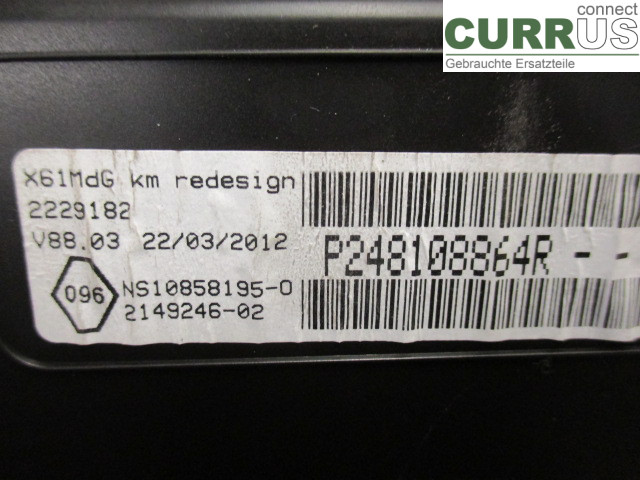 connect
CURRUS
Gebrauchte Ersatzteile
X61MdG km redesign
2229182
V88.03 22/03/2012
P248108864R - -
096
NS10858195-0
2149246-02